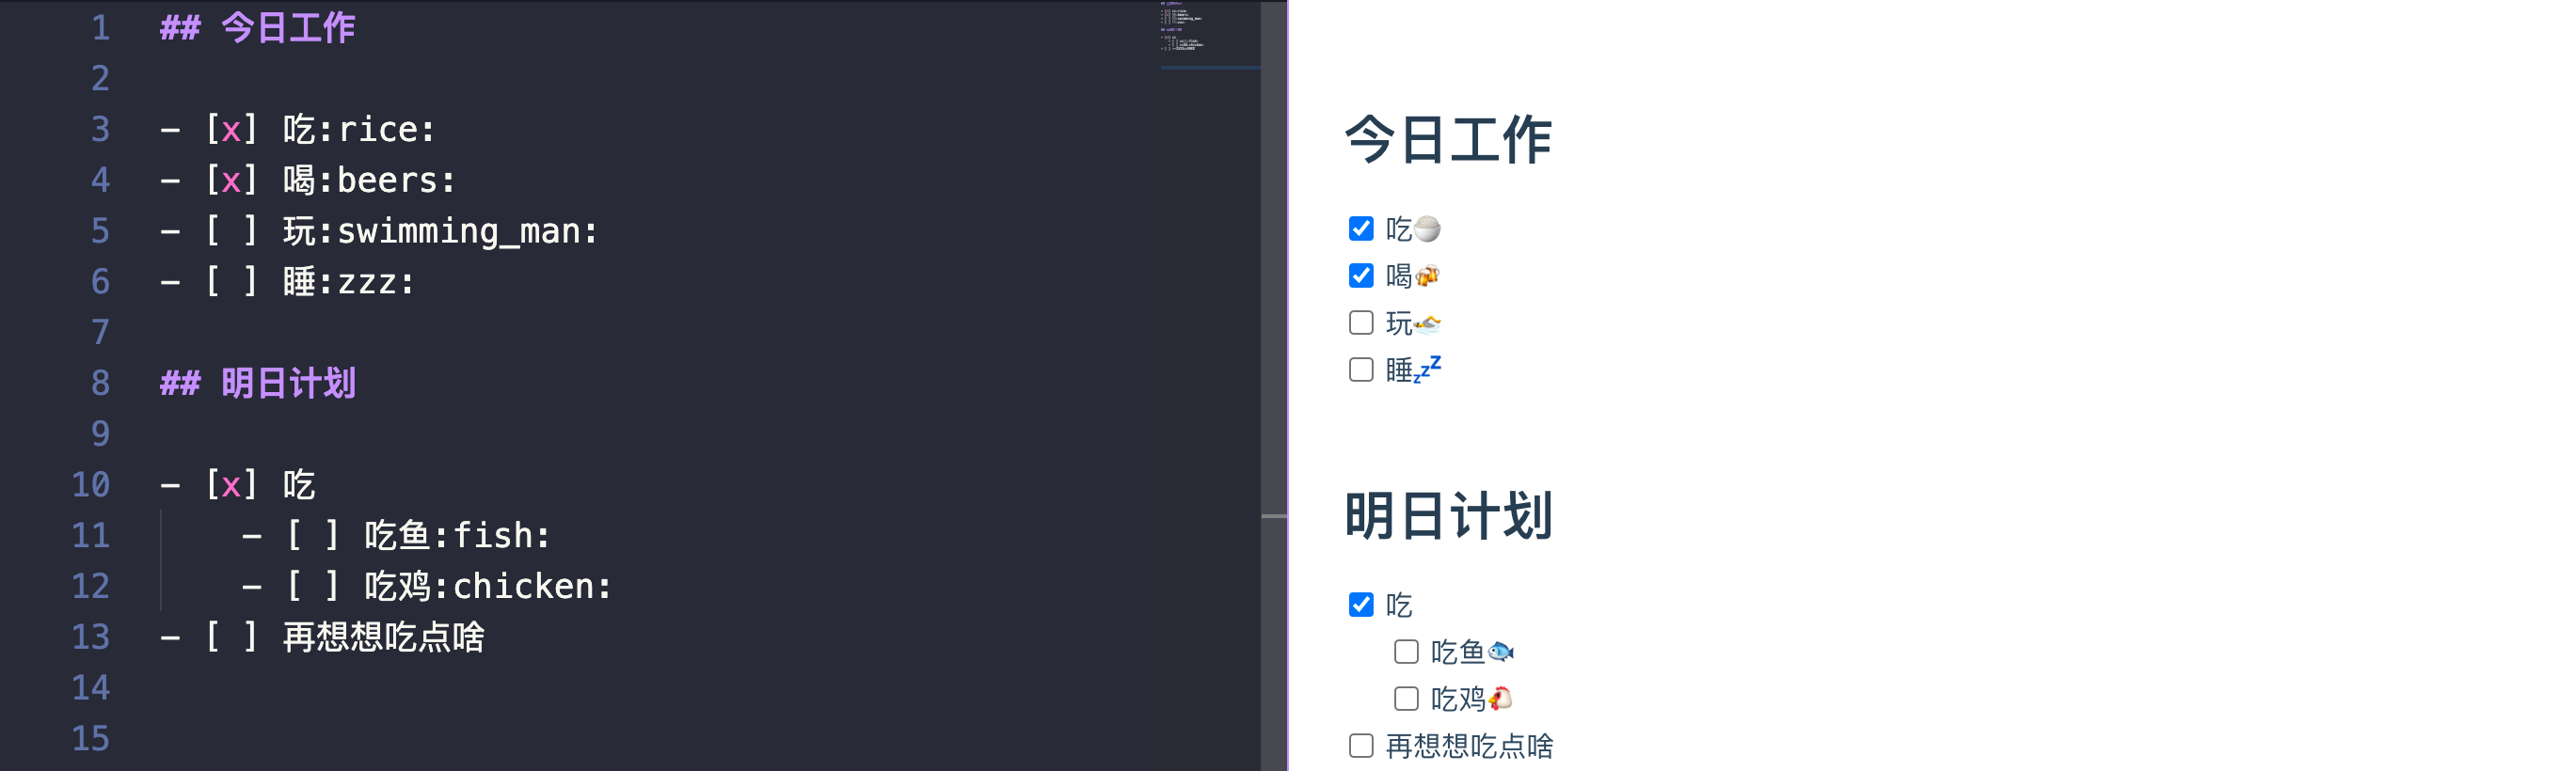 1 ## 今日工作
2
3 - [x] 吃:rice:
4 - [x] 喝:beers:
5 - [ ] 玩:swimming_man:
6 - [ ] 睡:zzz:
7
8 ## 明日计划
9
10 - [x] 吃
11 - [ ] 吃鱼:fish:
12 - [ ] 吃鸡:chicken:
13 - [ ] 再想想吃点啥
14
15
今日工作
吃🍚
喝🍻
玩🏊
睡💤
明日计划
吃
吃鱼🐟
吃鸡🐔
再想想吃点啥